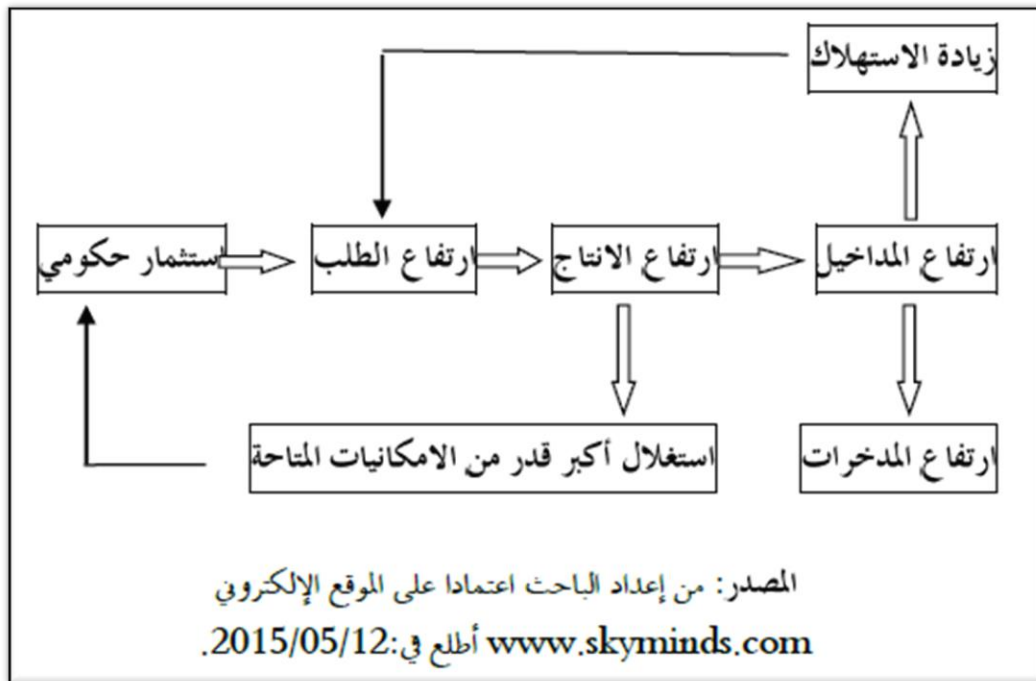 زيادة الاستهلاك
ستثمار حكومي
ارتفاع الطلب
ارتفاع الانتاج
ارتفاع المداخيل
استغلال أكبر قدر من الامكانيات المتاحة
ارتفاع المدخرات
المصدر: من إعداد الباحث اعتمادا على الموقع الإلكتروني
www.skyminds.com أطلع في:2015/05/12.